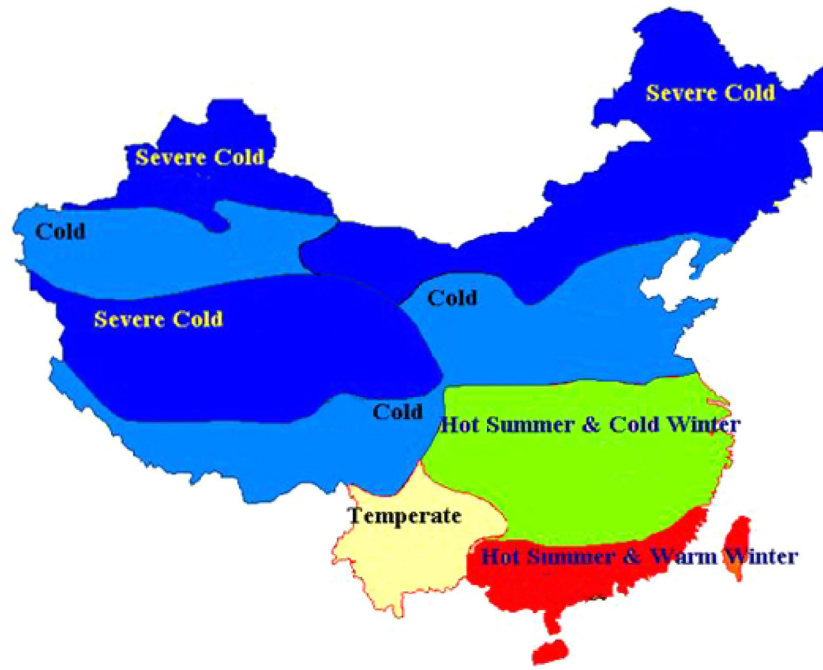 Severe Cold
Severe Cold
Cold
Cold
Severe Cold
Cold
Hot Summer & Cold Winter
Temperate
Hot Summer & Warm Winter